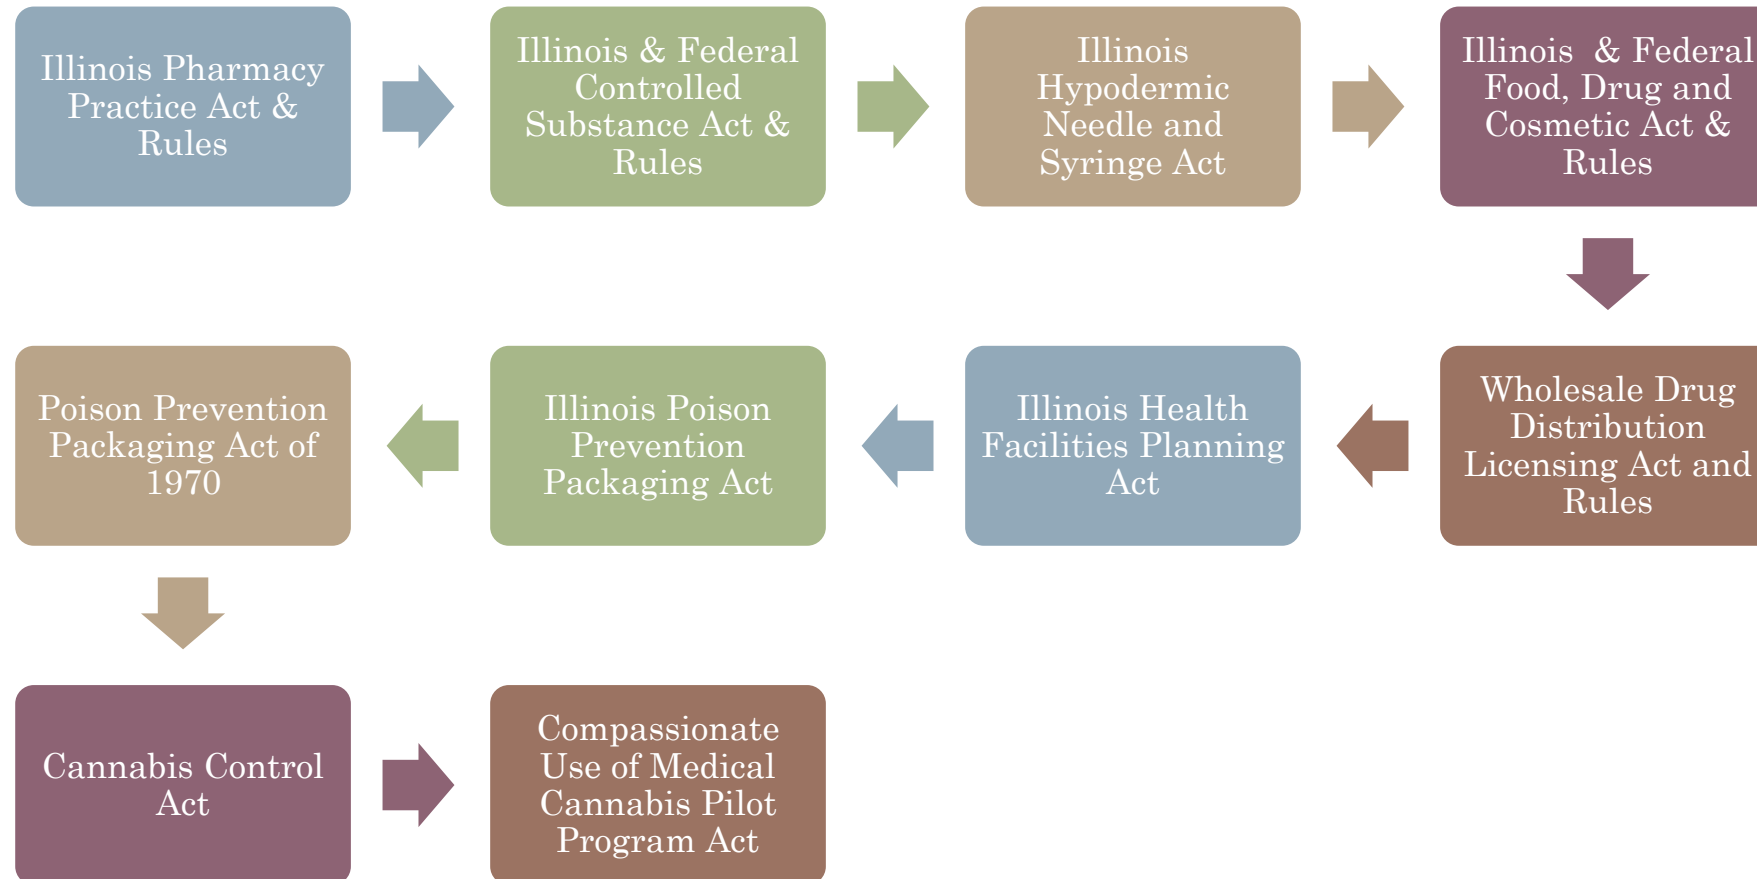 Illinois Pharmacy
Practice Act &
Rules
Illinois & Federal
Controlled
Substance Act &
Rules
Illinois
Hypodermic
Needle and
Syringe Act
Illinois & Federal
Food, Drug and
Cosmetic Act &
Rules
Wholesale Drug
Distribution
Licensing Act and
Rules
Illinois Health
Facilities Planning
Act
Illinois Poison
Prevention
Packaging Act
Poison Prevention
Packaging Act of
1970
Cannabis Control
Act
Compassionate
Use of Medical
Cannabis Pilot
Program Act